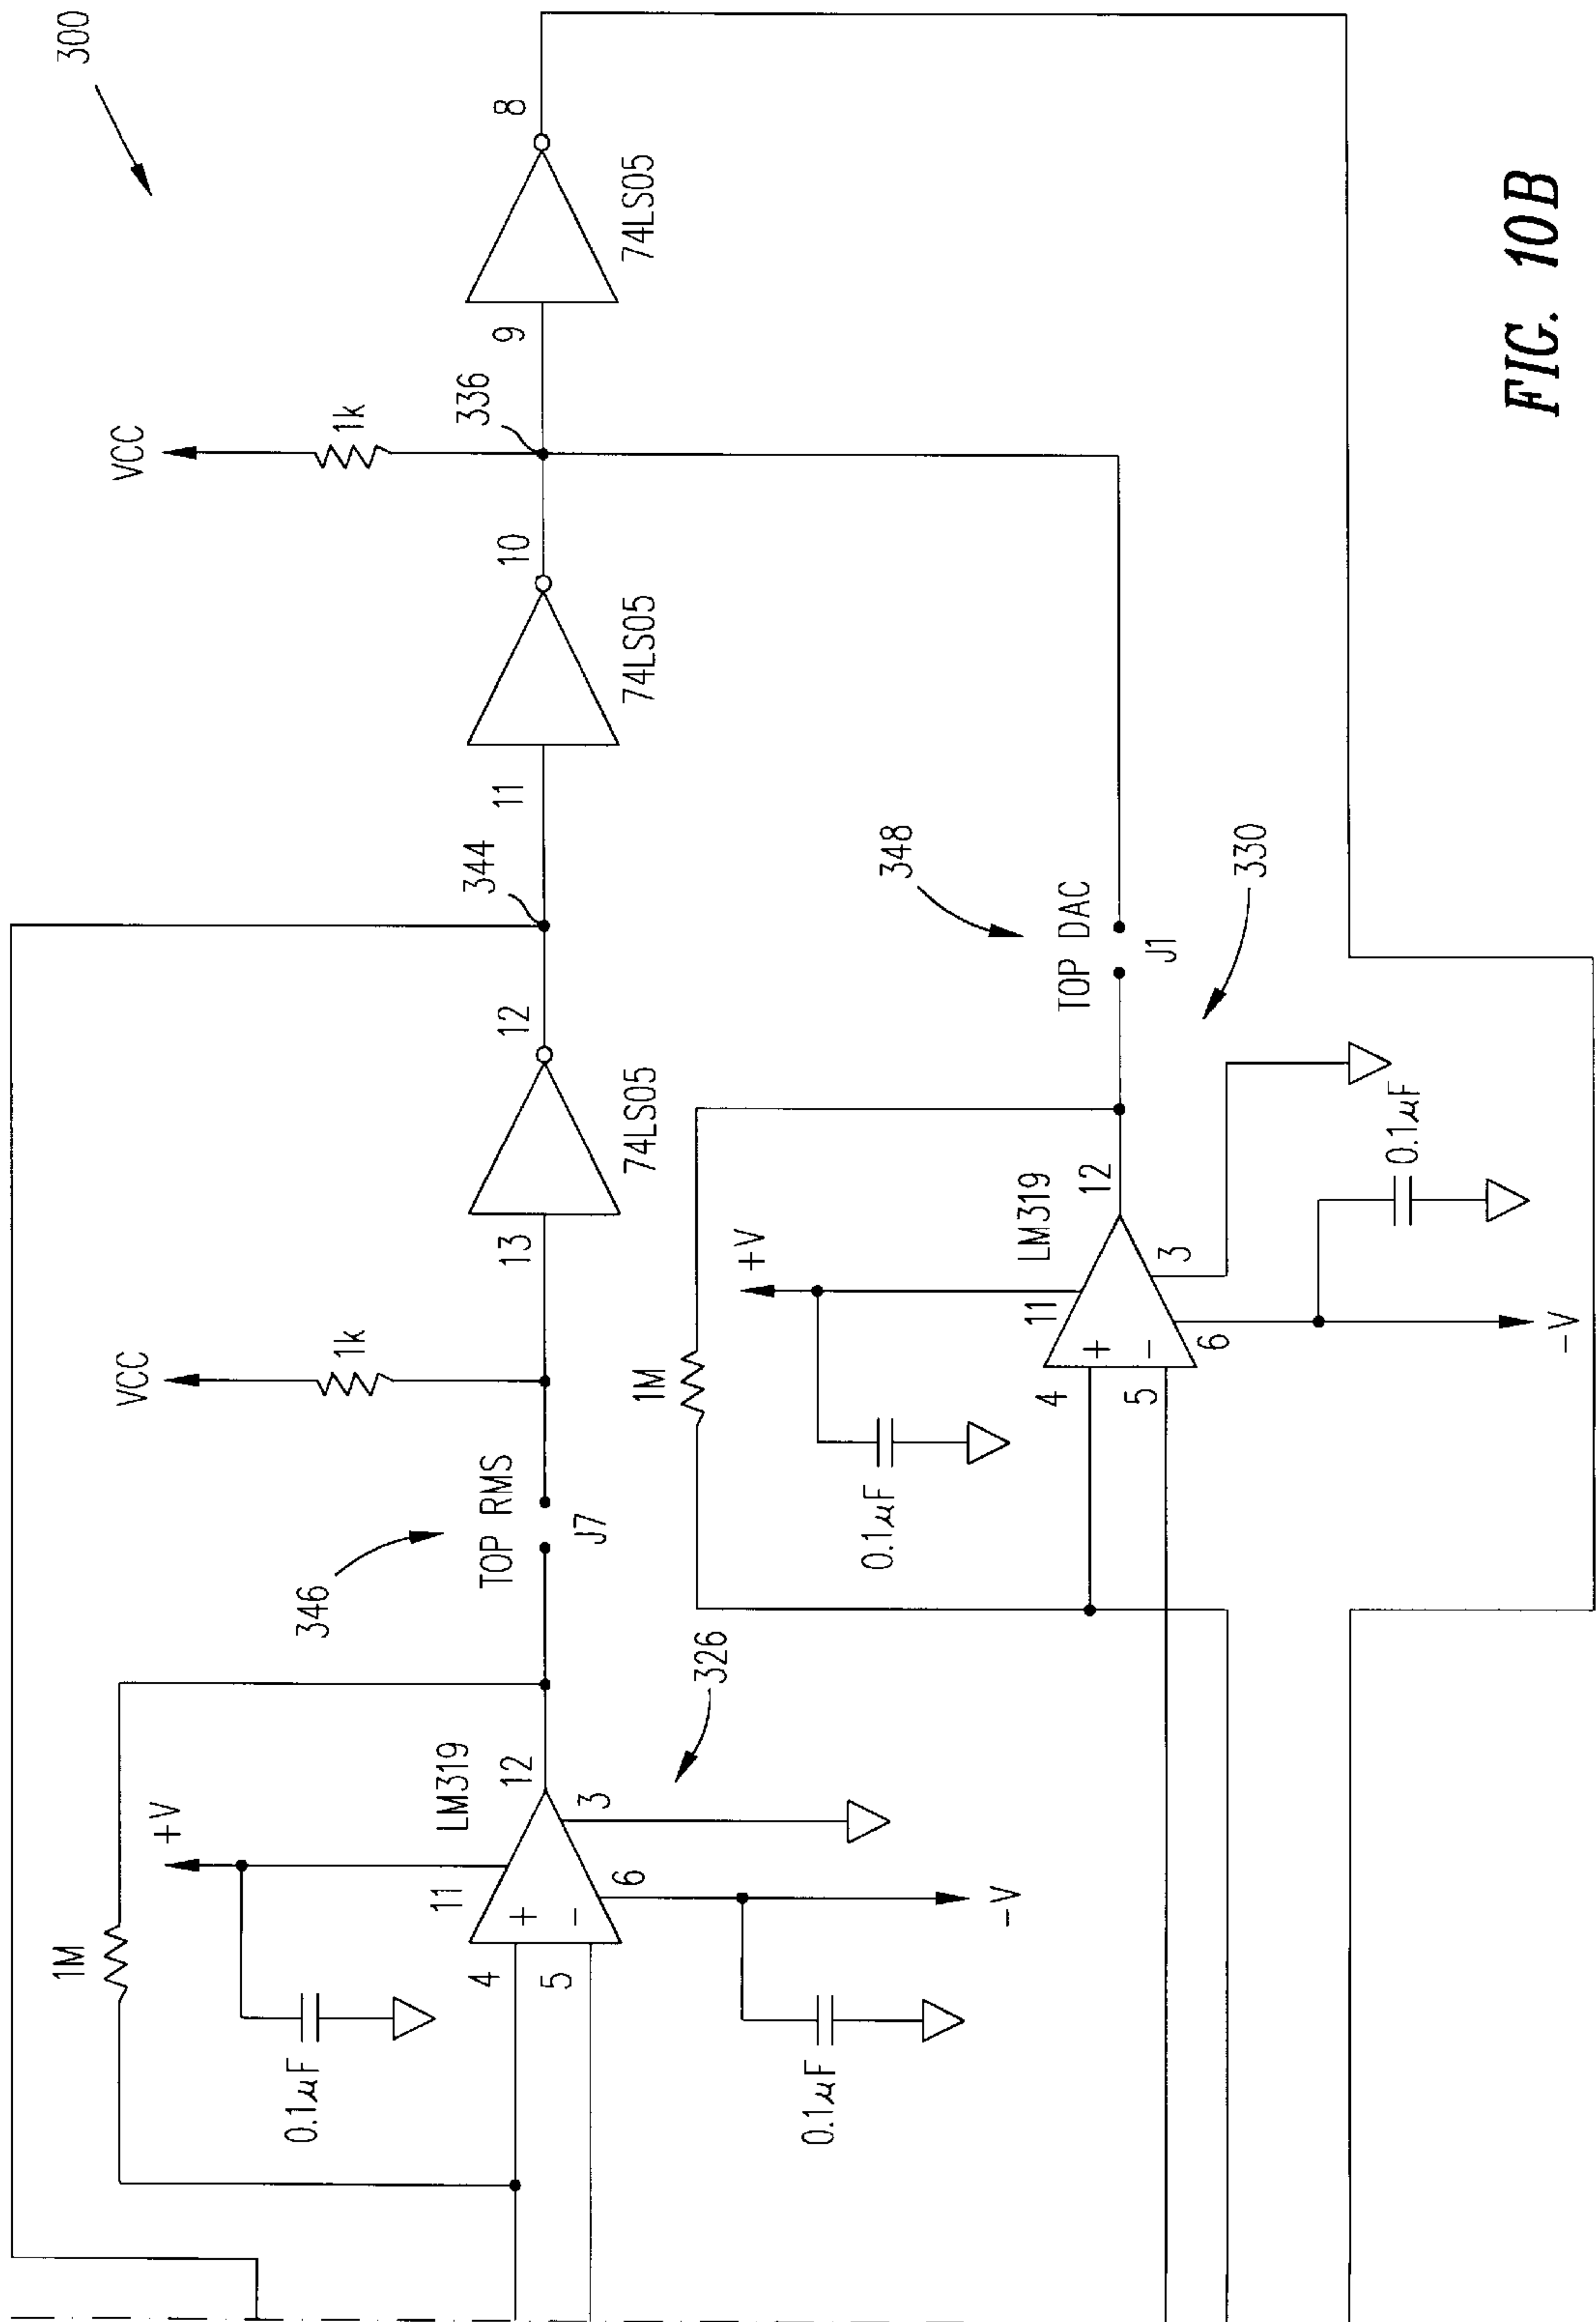 300
VCC
1k
VCC
1k
336
344
346
TOP RMS
J7
13
12
74LS05
11
10
74LS05
9
8
74LS05
1M
+V
0.1µF
LM319
11
12
4
+
5
-
6
3
326
0.1µF
-V
1M
+V
0.1µF
LM319
11
12
4
+
5
-
6
3
330
0.1µF
-V
348
TOP DAC
J1
FIG. 10B